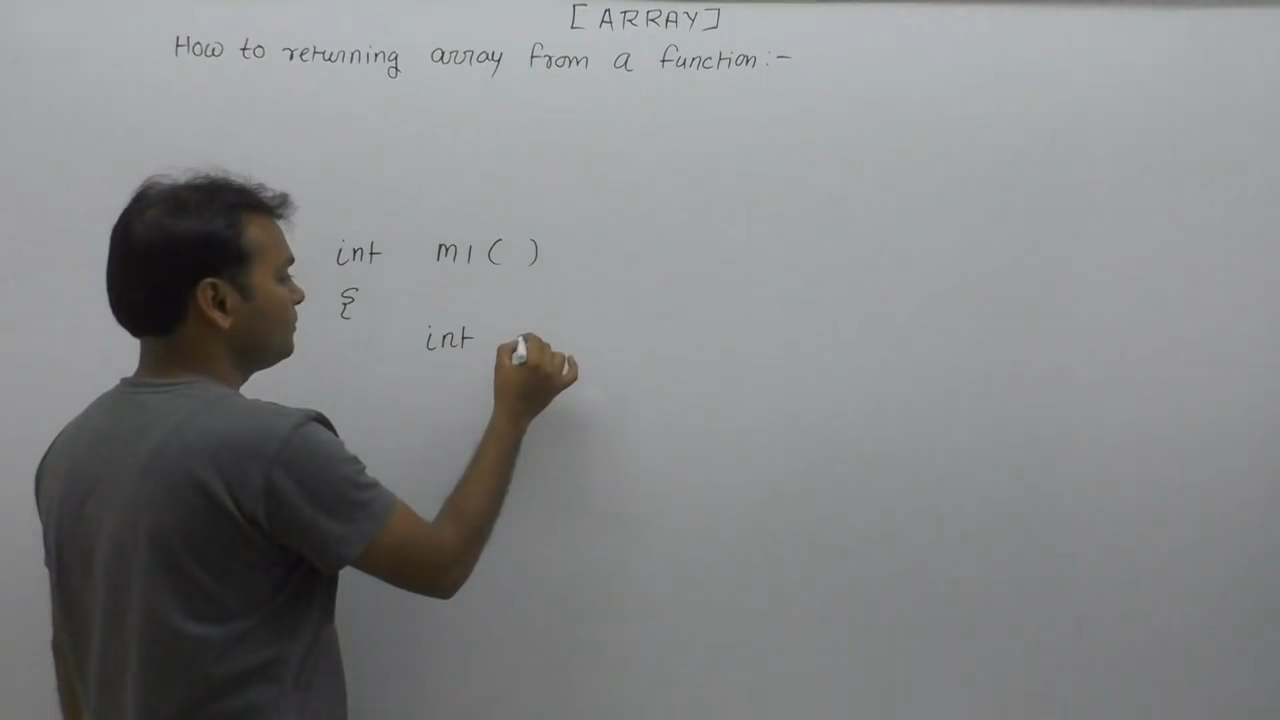 [ARRAY]
How to returning array from a function:-
int m1( )
{
int